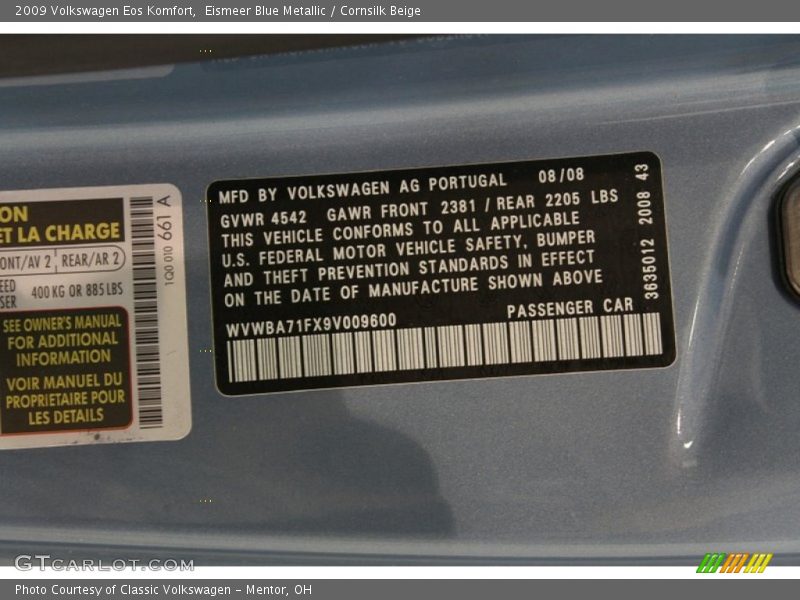 2009 Volkswagen Eos Komfort,  Eismeer Blue Metallic / Cornsilk Beige
ON
ET LA CHARGE
ONT/AV 2 REAR/AR 2
400 KG OR 885 LBS
SEE OWNER'S MANUAL
FOR ADDITIONAL
INFORMATION
VOIR MANUEL DU
PROPRIETAIRE POUR
LES DETAILS
1Q0 010 661 A
MFD BY VOLKSWAGEN AG PORTUGAL 08/08
GVWR 4542 GAWR FRONT 2381 / REAR 2205 LBS
THIS VEHICLE CONFORMS TO ALL APPLICABLE
U.S. FEDERAL MOTOR VEHICLE SAFETY, BUMPER
AND THEFT PREVENTION STANDARDS IN EFFECT
ON THE DATE OF MANUFACTURE SHOWN ABOVE
WVWBA71FX9V009600 PASSENGER CAR
3635012 2008 43
GTCARLOT.COM
Photo Courtesy of Classic Volkswagen - Mentor, OH